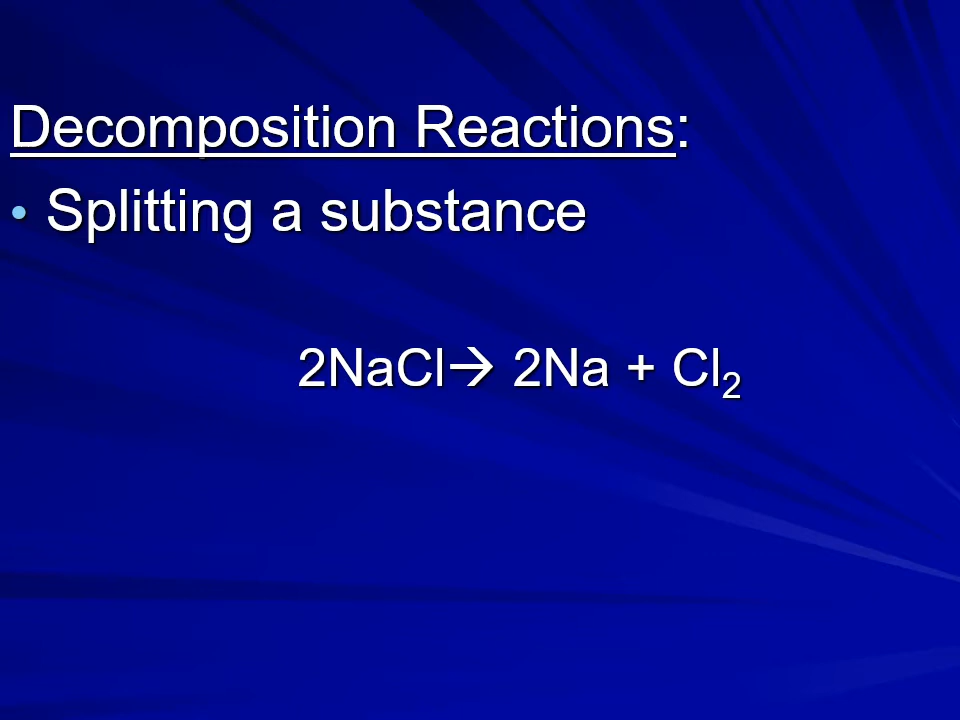 Decomposition Reactions:
• Splitting a substance
2NaCl→ 2Na + Cl₂